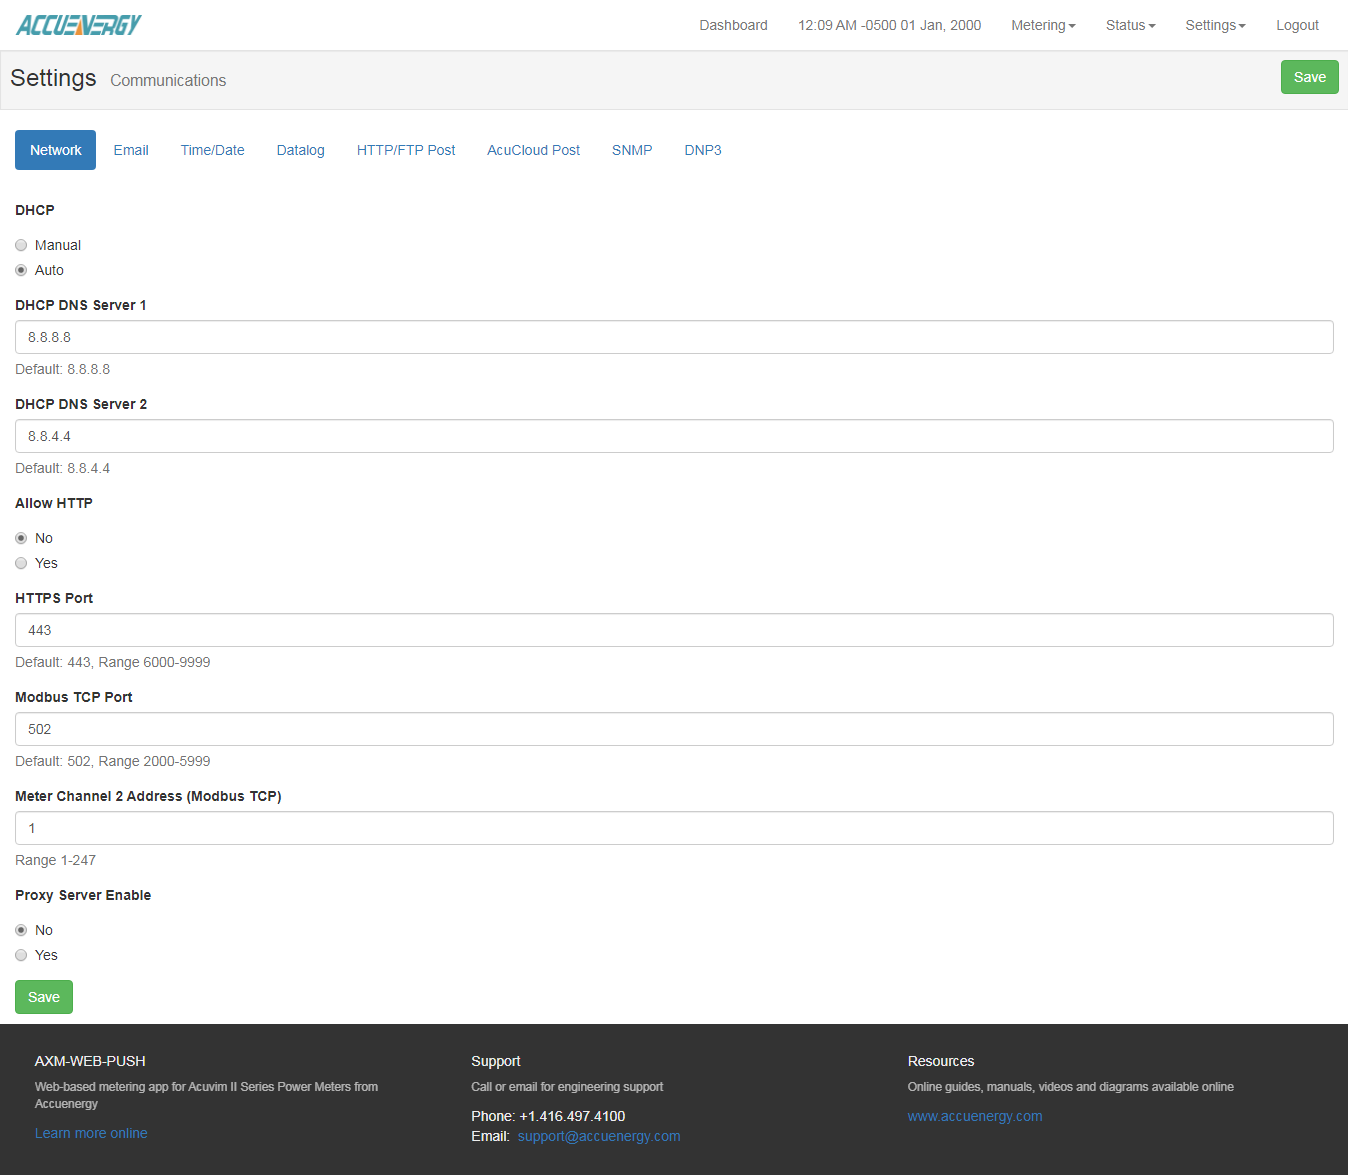 ACCUENERGY
Dashboard 12:09 AM -0500 01 Jan, 2000 Metering Status Settings Logout
Settings Communications Save
Network Email Time/Date Datalog HTTP/FTP Post AcuCloud Post SNMP DNP3
DHCP
Manual
Auto
DHCP DNS Server 1
8.8.8.8
Default: 8.8.8.8
DHCP DNS Server 2
8.8.4.4
Default: 8.8.4.4
Allow HTTP
No
Yes
HTTPS Port
443
Default: 443, Range 6000-9999
Modbus TCP Port
502
Default: 502, Range 2000-5999
Meter Channel 2 Address (Modbus TCP)
1
Range 1-247
Proxy Server Enable
No
Yes
Save
AXM-WEB-PUSH
Web-based metering app for Acuvim II Series Power Meters from
Accuenergy
Learn more online
Support
Call or email for engineering support
Phone: +1.416.497.4100
Email: support@accuenergy.com
Resources
Online guides, manuals, videos and diagrams available online
www.accuenergy.com